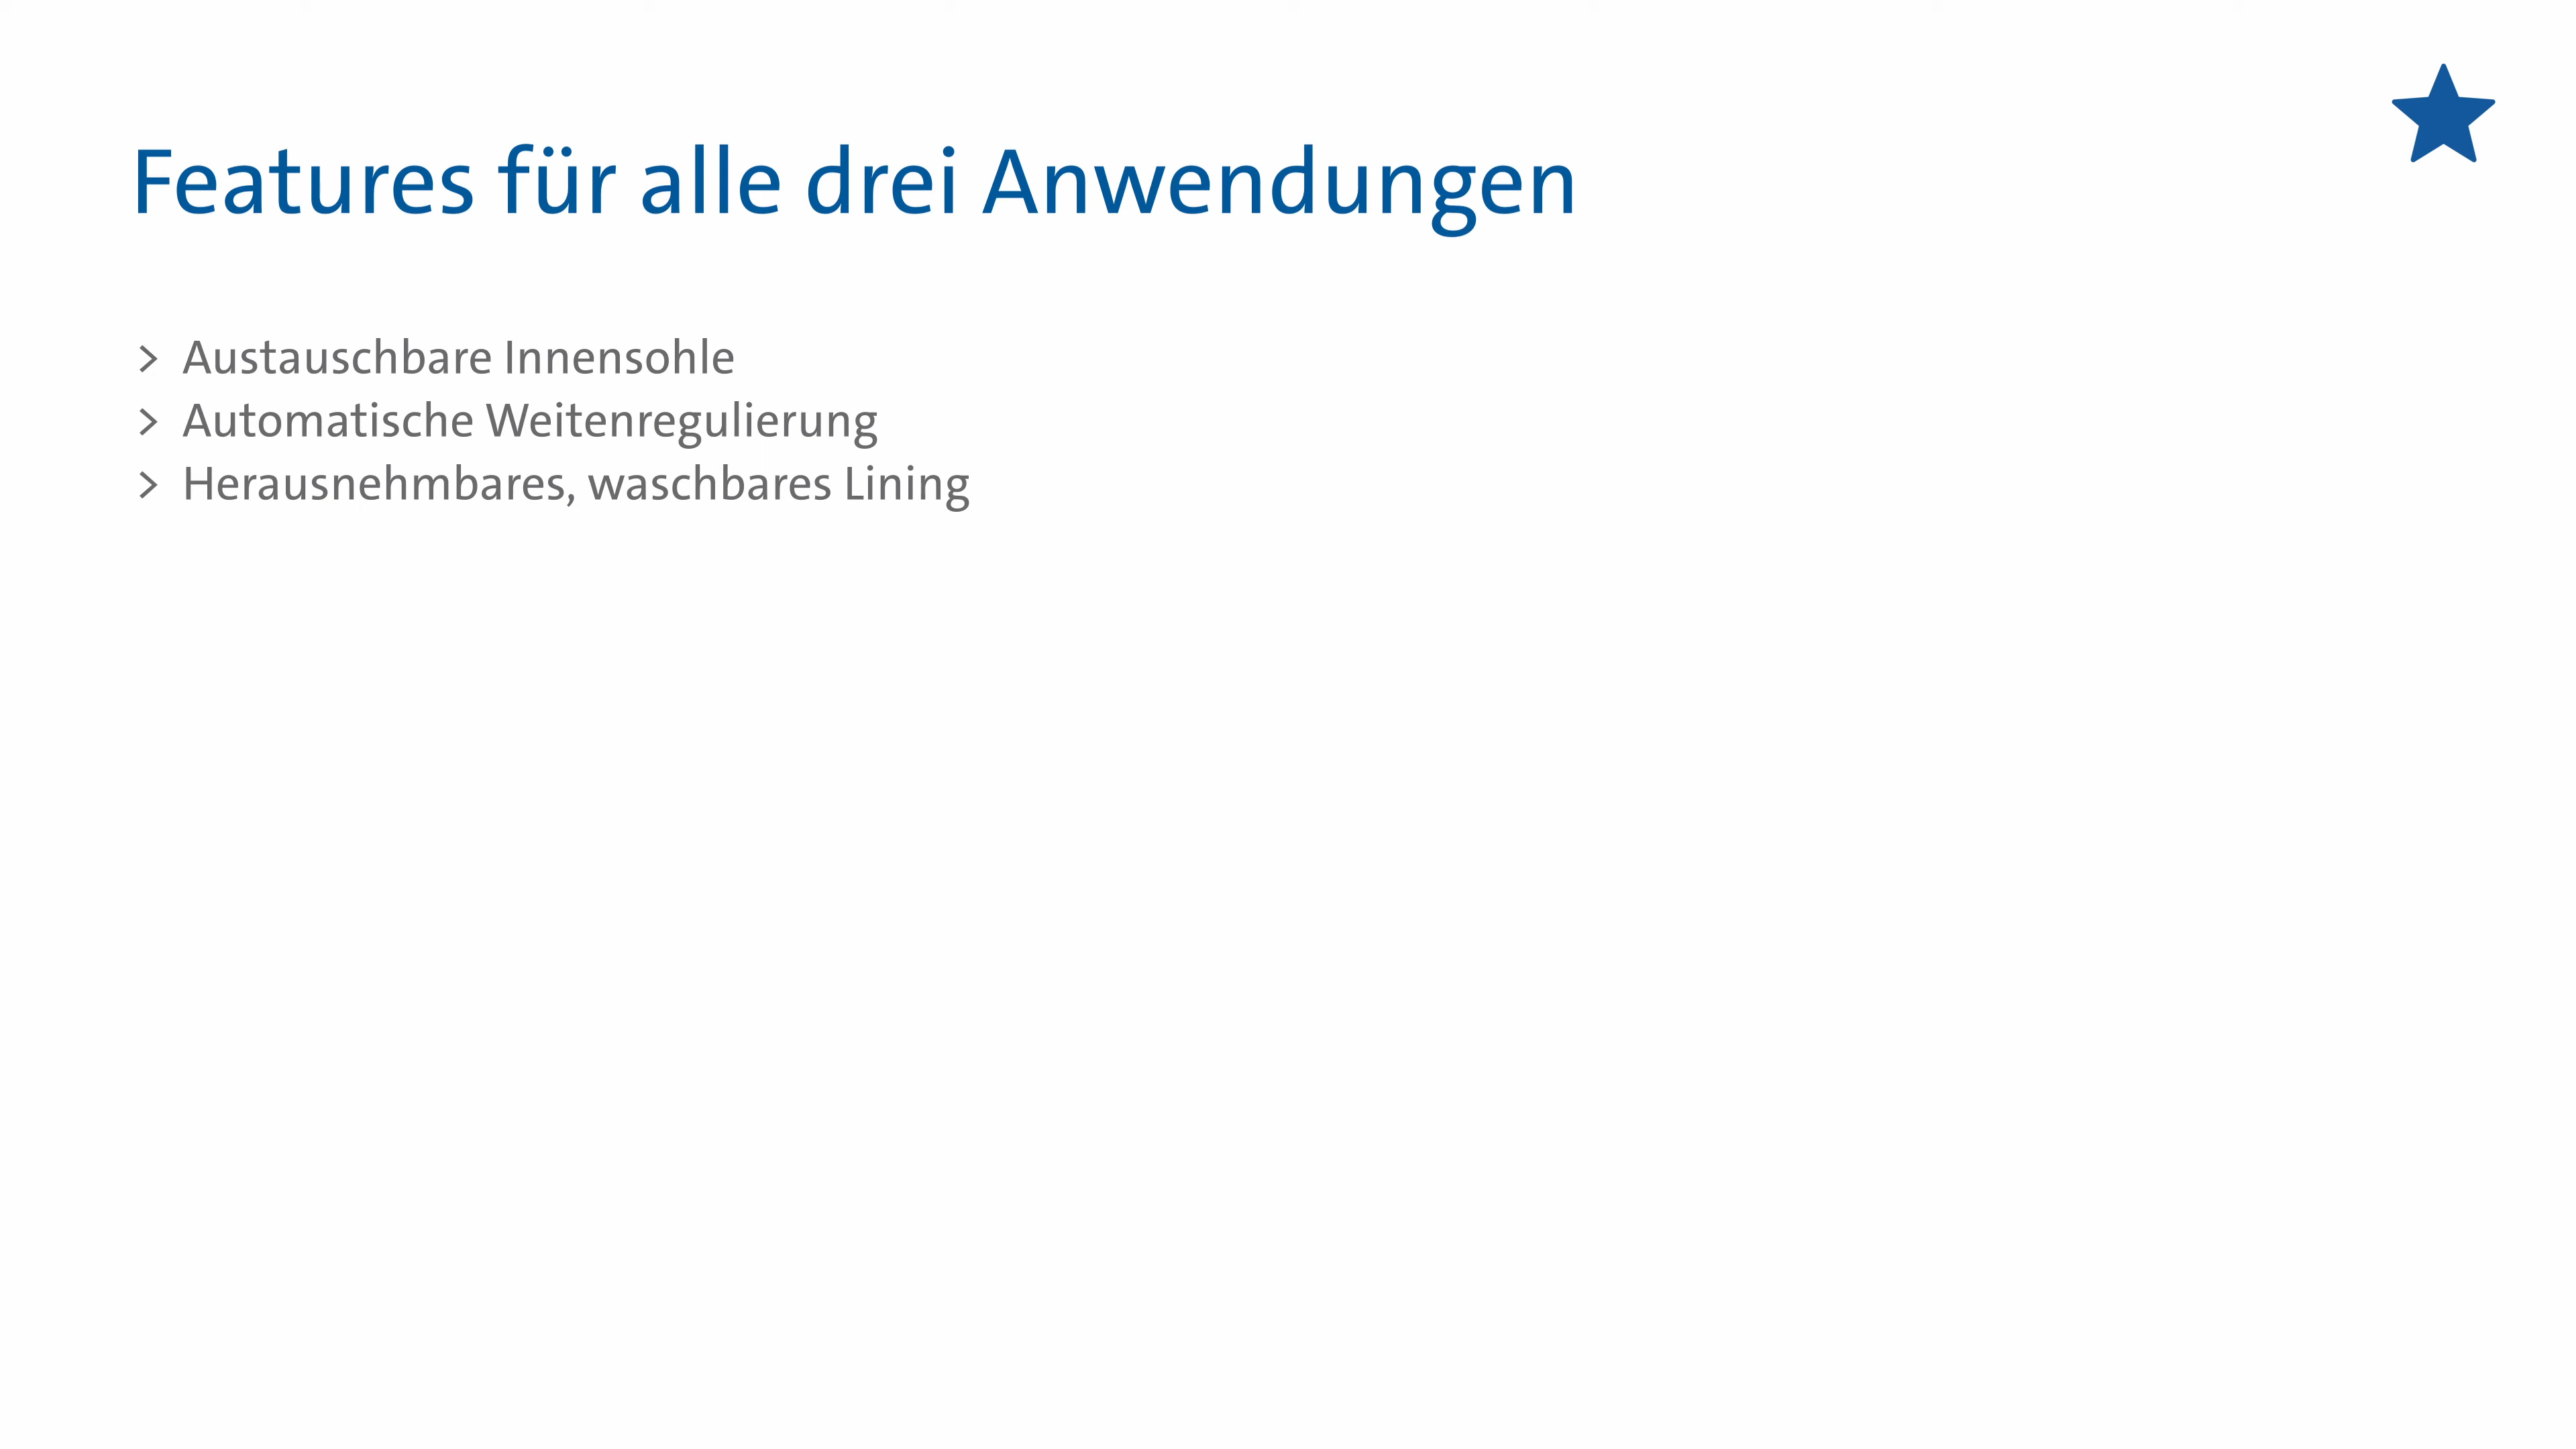 Features für alle drei Anwendungen
> Austauschbare Innensohle
> Automatische Weitenregulierung
> Herausnehmbares, waschbares Lining